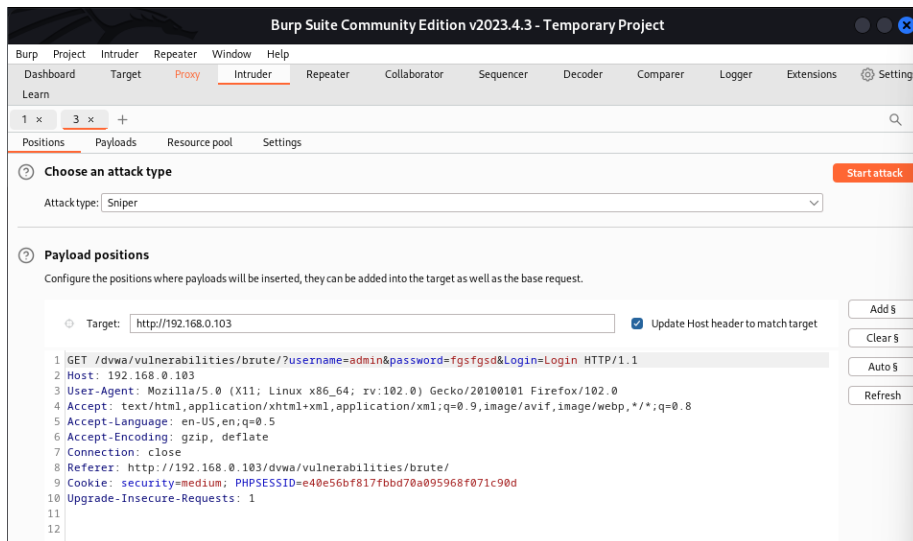 Burp Suite Community Edition v2023.4.3 - Temporary Project
Burp Project Intruder Repeater Window Help
Dashboard Target Proxy Intruder Repeater Collaborator Sequencer Decoder Comparer Logger Extensions Setting
Learn
1 × 3 × +
Positions Payloads Resource pool Settings
? Choose an attack type Start attack
Attack type: Sniper
? Payload positions
Configure the positions where payloads will be inserted, they can be added into the target as well as the base request.
Add §
Target: http://192.168.0.103 Update Host header to match target
Clear §
1 GET /dvwa/vulnerabilities/brute/?username=admin&password=fgsfgsd&Login=Login HTTP/1.1
2 Host: 192.168.0.103
Auto §
3 User-Agent: Mozilla/5.0 (X11; Linux x86_64; rv:102.0) Gecko/20100101 Firefox/102.0
Refresh
4 Accept: text/html,application/xhtml+xml,application/xml;q=0.9,image/avif,image/webp,*/*;q=0.8
5 Accept-Language: en-US,en;q=0.5
6 Accept-Encoding: gzip, deflate
7 Connection: close
8 Referer: http://192.168.0.103/dvwa/vulnerabilities/brute/
9 Cookie: security=medium; PHPSESSID=e40e56bf817fbbd70a095968f071c90d
10 Upgrade-Insecure-Requests: 1
11
12